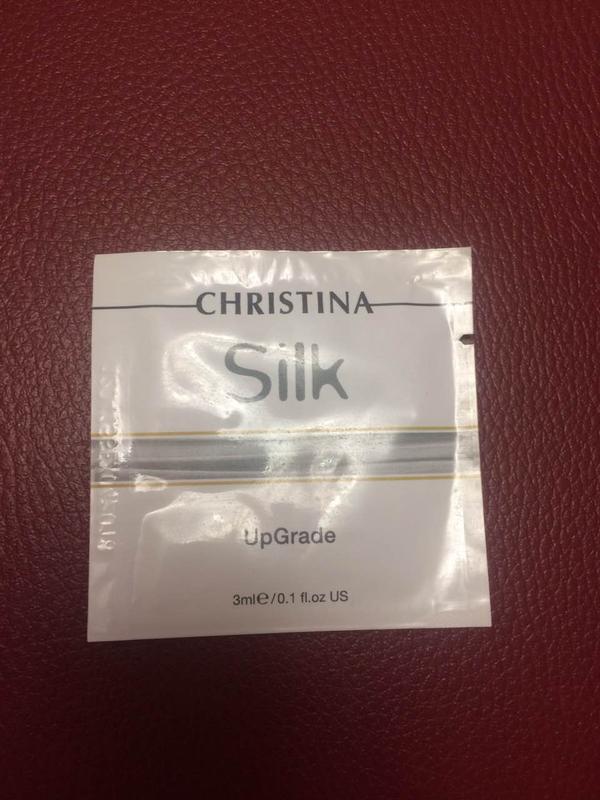 CHRISTINA
Silk
UpGrade
3ml℮/0.1 fl.oz US